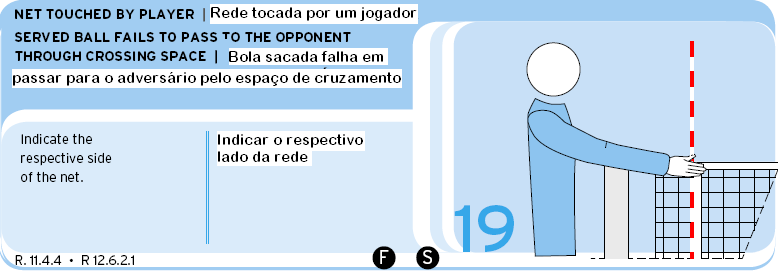 NET TOUCHED BY PLAYER | Rede tocada por um jogador
SERVED BALL FAILS TO PASS TO THE OPPONENT
THROUGH CROSSING SPACE | Bola sacada falha em
passar para o adversário pelo espaço de cruzamento
Indicate the
respective side
of the net.
Indicar o respectivo
lado da rede
19
R. 11.4.4 • R 12.6.2.1
F S